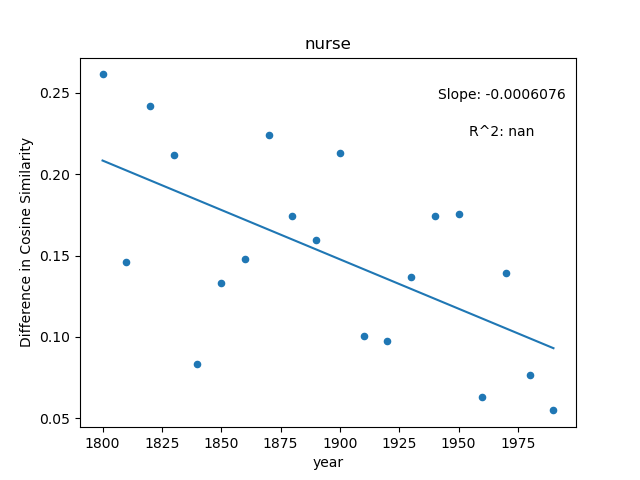 nurse
Slope: -0.0006076
R^2: nan
Difference in Cosine Similarity
0.25
0.20
0.15
0.10
0.05
1800 1825 1850 1875 1900 1925 1950 1975
year